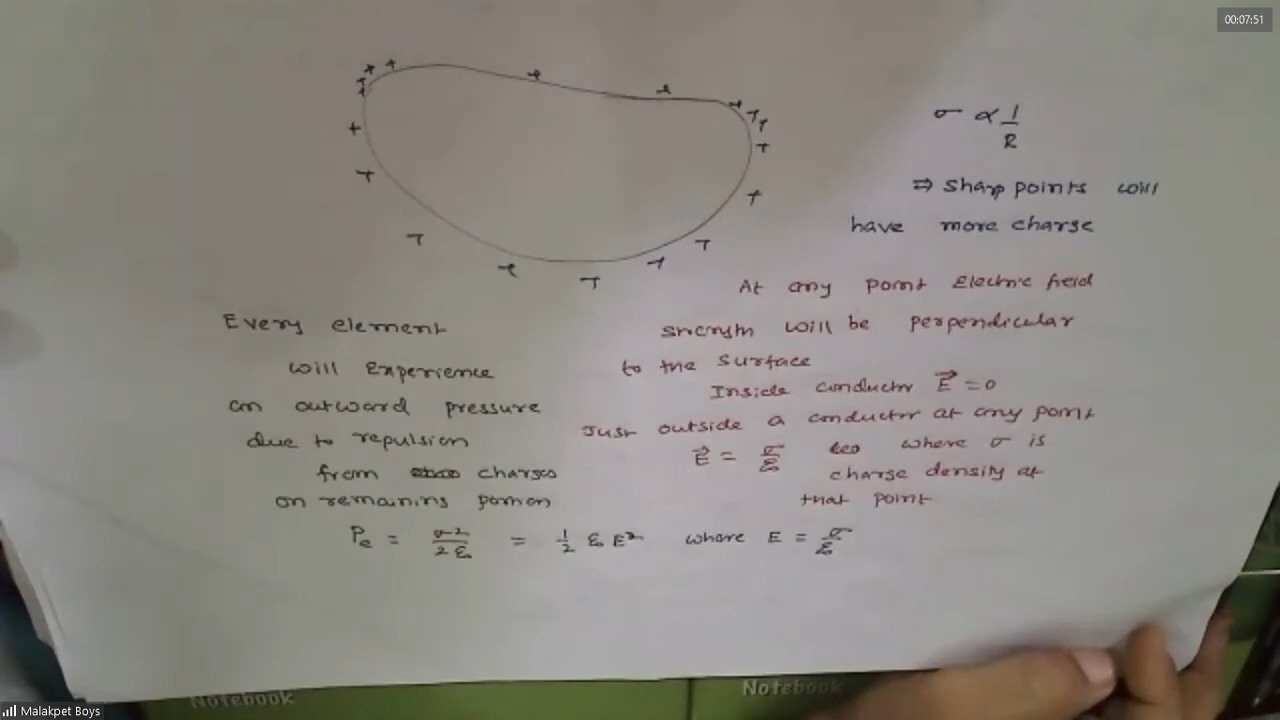 00:07:51
σ ∝ 1/R
⇒ Sharp points will
have more charge
At any point Electric field
strength will be perpendicular
to the surface
Inside conductor E⃗ = 0
Just outside a conductor at any point
E⃗ = σ/ε₀ where σ is
charge density at
that point
Every element
will Experience
an outward pressure
due to repulsion
from charges
on remaining portion
Pₑ = σ²/2ε₀ = 1/2 ε₀ E² where E = σ/ε₀
Notebook
Notebook
Malakpet Boys